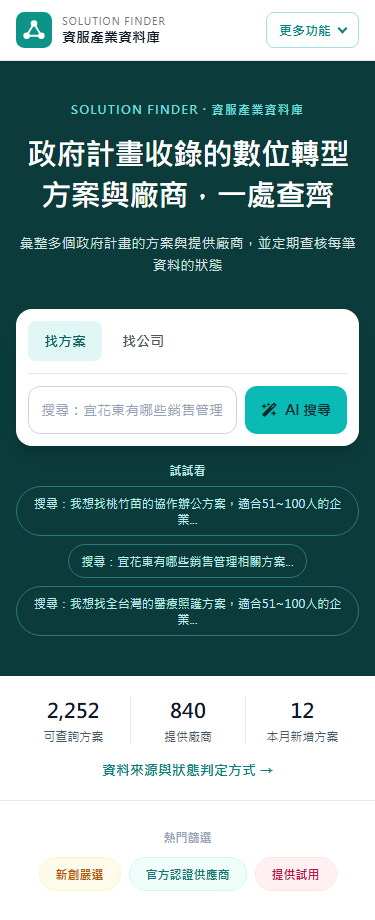 SOLUTION FINDER
資服產業資料庫
更多功能
SOLUTION FINDER · 資服產業資料庫
政府計畫收錄的數位轉型
方案與廠商，一處查齊
彙整多個政府計畫的方案與提供廠商，並定期查核每筆
資料的狀態
找方案
找公司
搜尋：宜花東有哪些銷售管理
AI 搜尋
試試看
搜尋：我想找桃竹苗的協作辦公方案，適合51~100人的企
業...
搜尋：宜花東有哪些銷售管理相關方案...
搜尋：我想找全台灣的醫療照護方案，適合51~100人的企
業...
2,252
可查詢方案
840
提供廠商
12
本月新增方案
資料來源與狀態判定方式 →
熱門篩選
新創嚴選
官方認證供應商
提供試用